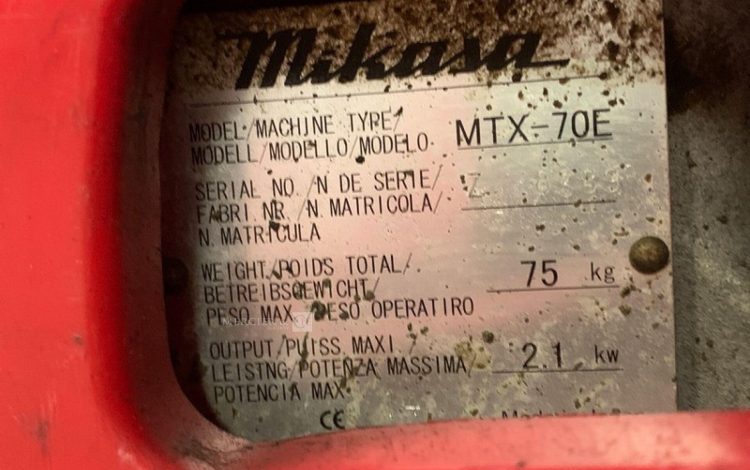 Mikasa
MODEL/MACHINE TYPE/ MTX-70E
MODELL/MODELLO/MODELO
SERIAL NO./N DE SERIE/
FABRI.NR./N.MATRICOLA/
N.MATRICULA
WEIGHT/POIDS TOTAL/ 75 kg
BETREIBSGEWICHT/
PESO MAX./PESO OPERATIRO
OUTPUT/PUISS MAXI/ 2.1 kw
LEISTNG/POTENZA MASSIMA/
POTENCIA MAX.
CE